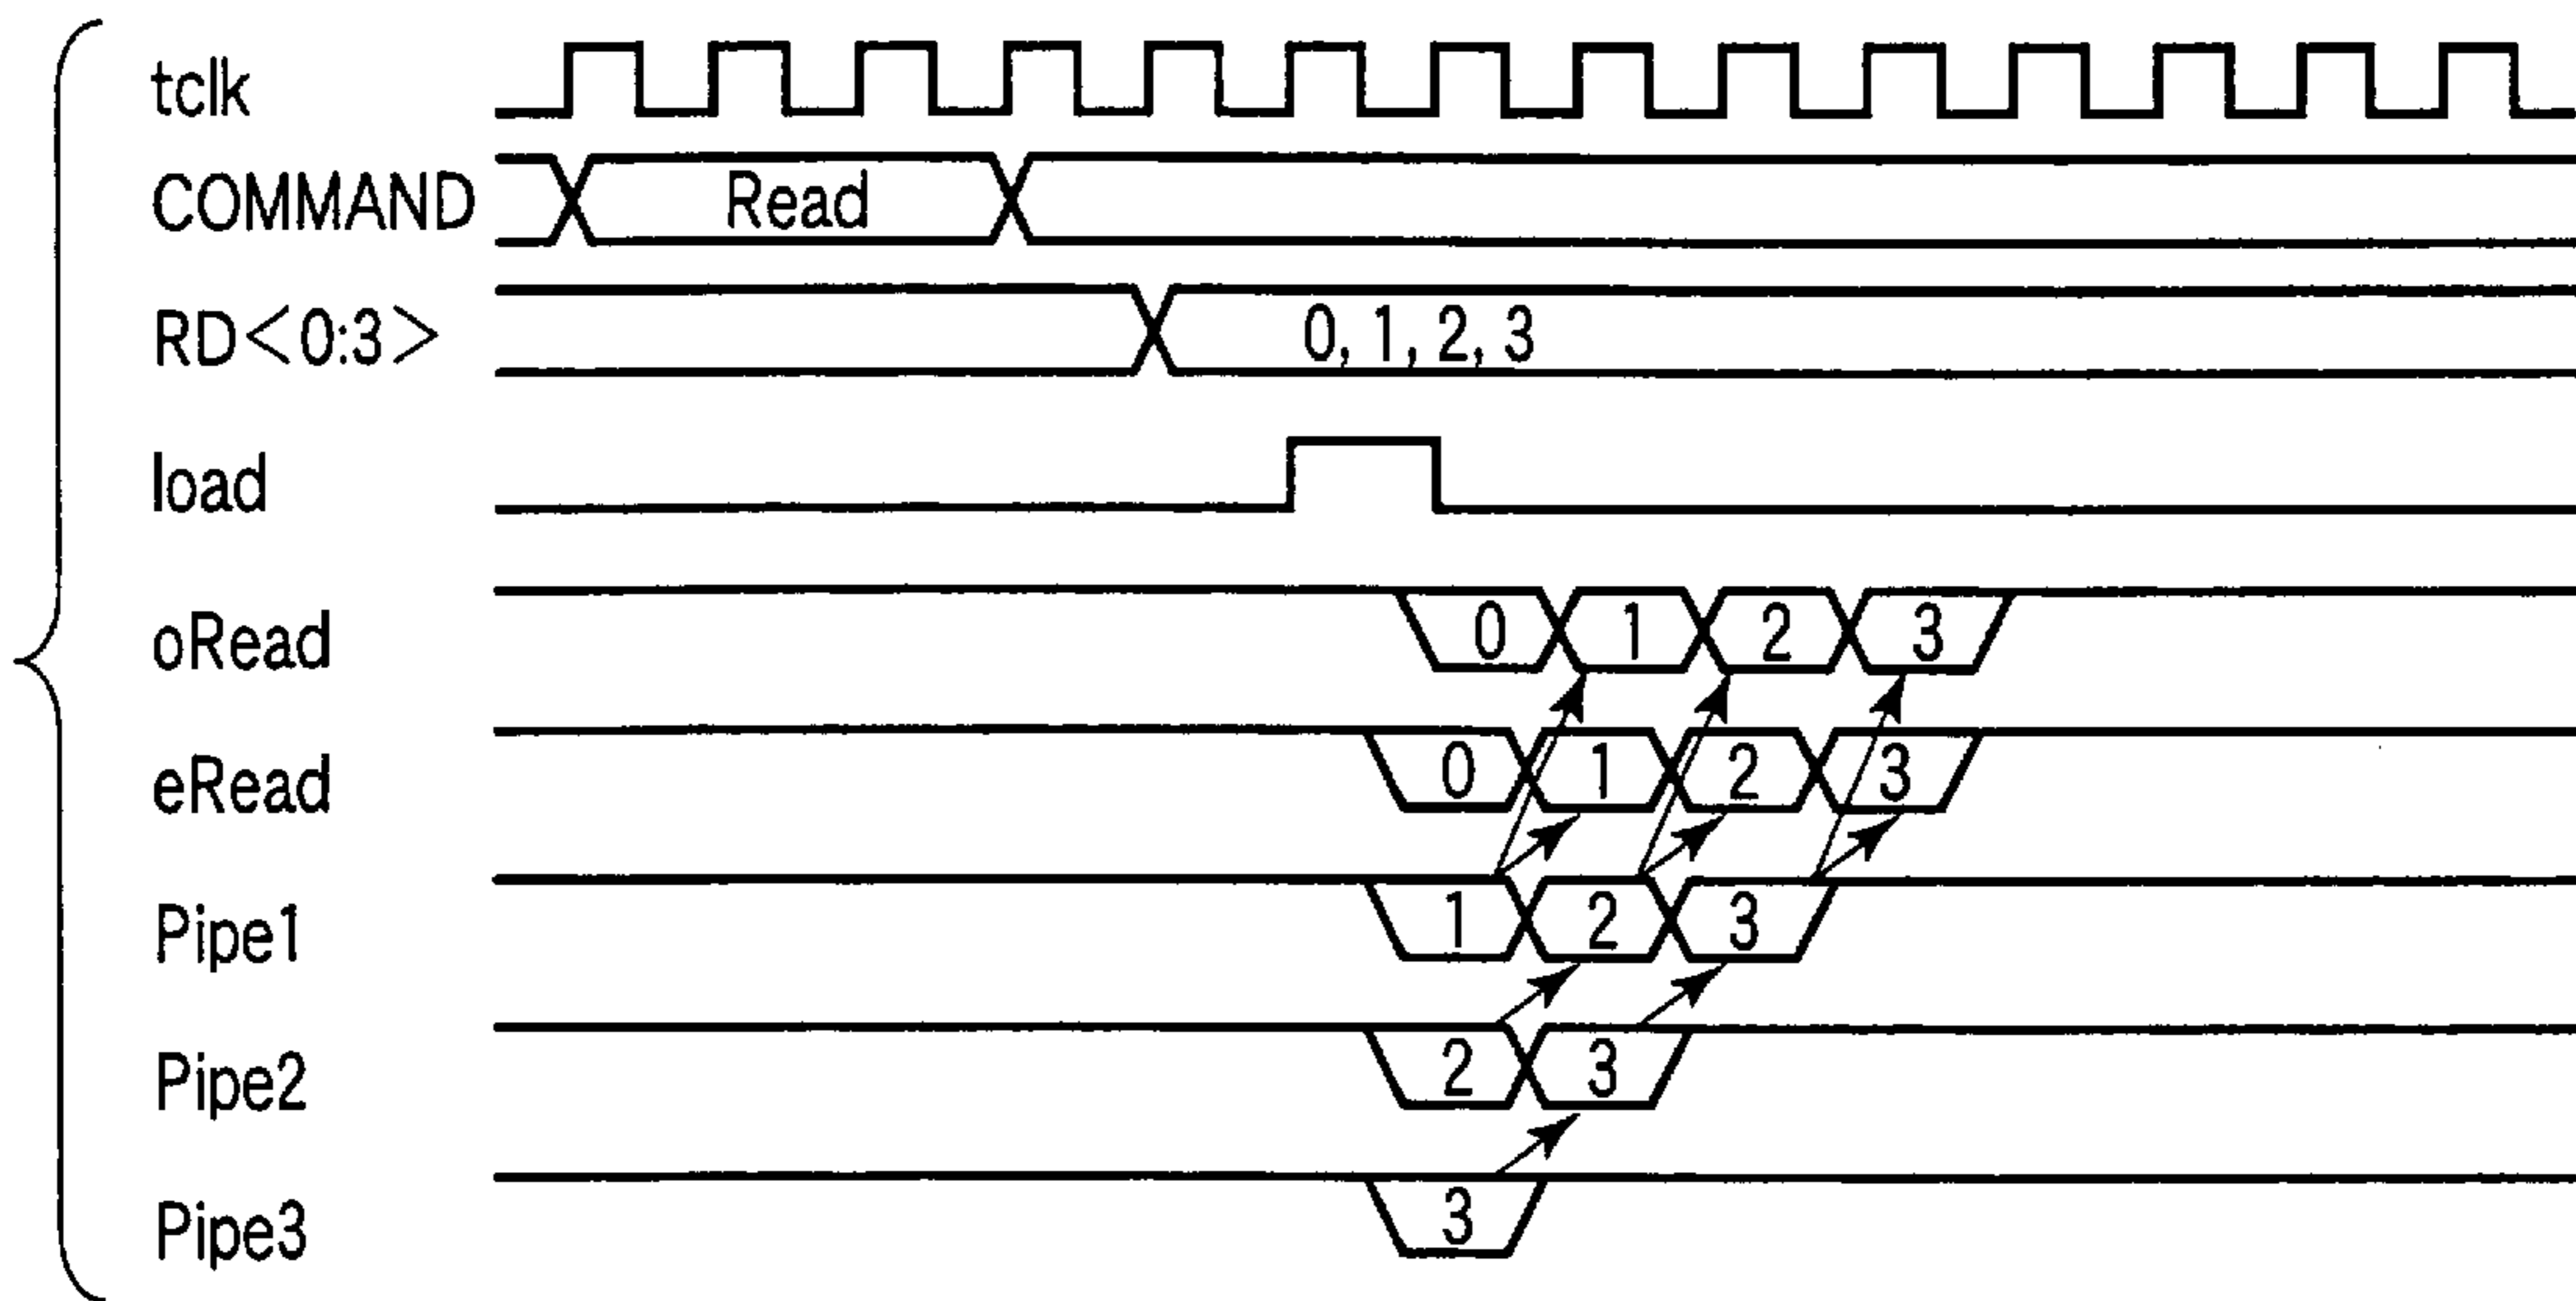 tclk
COMMAND Read
RD<0:3> 0, 1, 2, 3
load
oRead 0 1 2 3
eRead 0 1 2 3
Pipe1 1 2 3
Pipe2 2 3
Pipe3 3